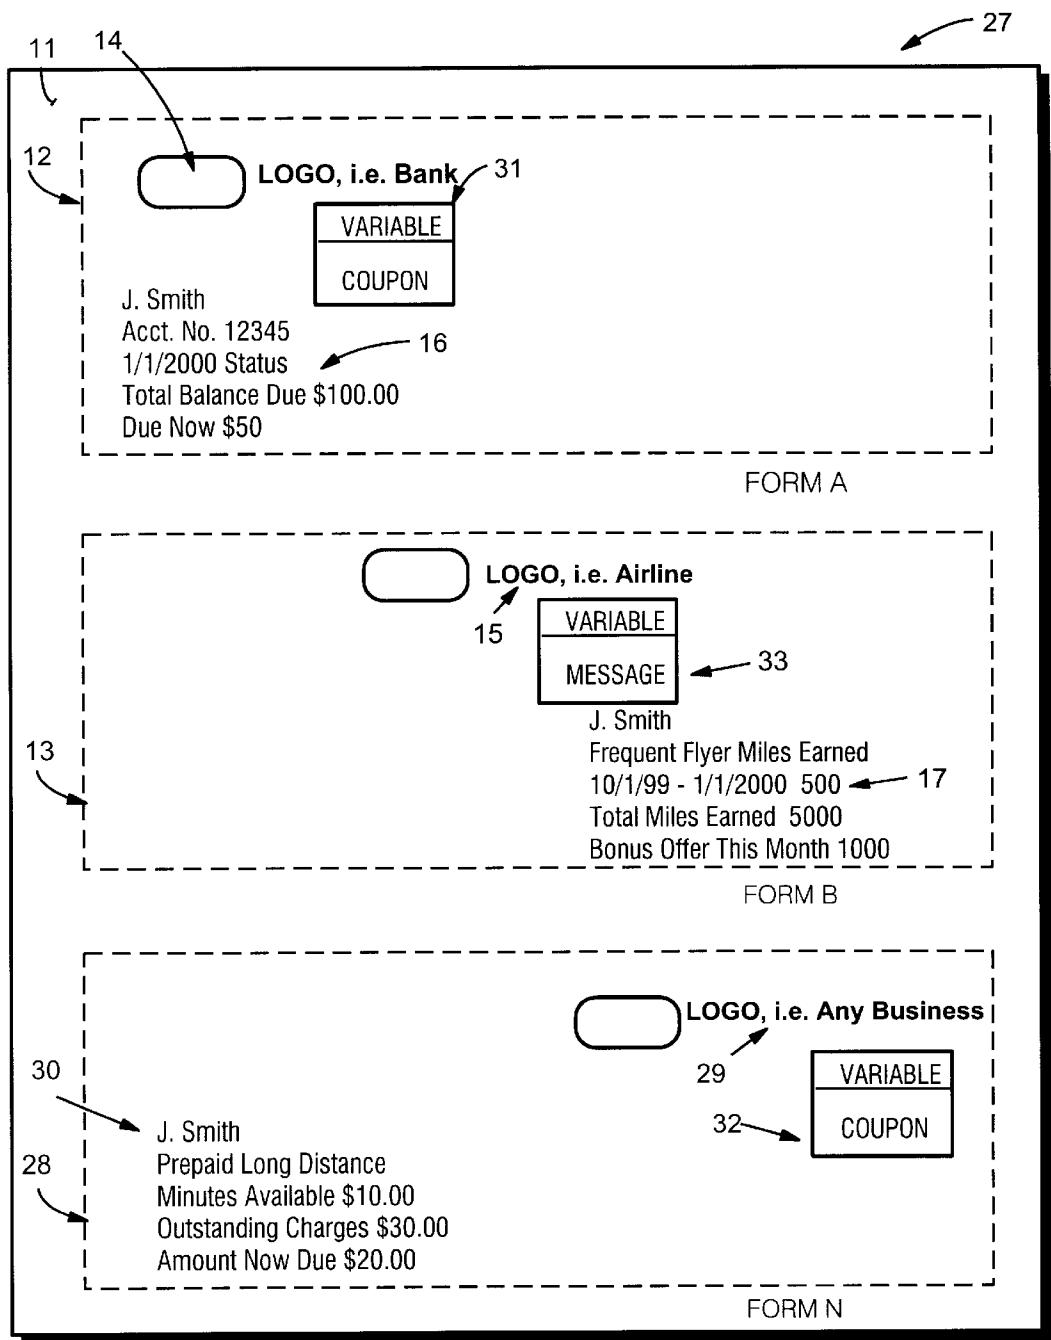 27
14
11
12
LOGO, i.e. Bank
31
VARIABLE
COUPON
J. Smith
Acct. No. 12345
1/1/2000 Status
16
Total Balance Due $100.00
Due Now $50
FORM A
LOGO, i.e. Airline
15
VARIABLE
MESSAGE
33
J. Smith
Frequent Flyer Miles Earned
13
10/1/99 - 1/1/2000 500
17
Total Miles Earned 5000
Bonus Offer This Month 1000
FORM B
LOGO, i.e. Any Business
29
VARIABLE
COUPON
32
30
J. Smith
28
Prepaid Long Distance
Minutes Available $10.00
Outstanding Charges $30.00
Amount Now Due $20.00
FORM N